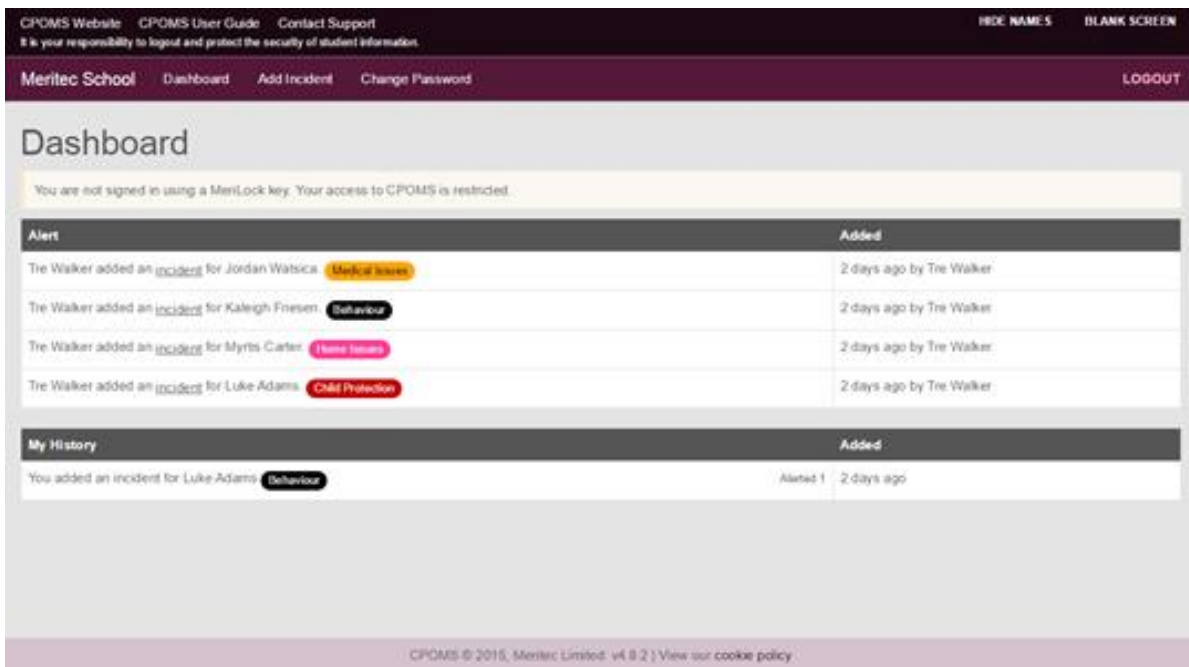 CPOMS Website CPOMS User Guide Contact Support HIDE NAMES BLANK SCREEN
It is your responsibility to logout and protect the security of student information.
Meritec School Dashboard Add Incident Change Password LOGOUT
Dashboard
You are not signed in using a MeriLock key. Your access to CPOMS is restricted.
Alert Added
Tre Walker added an incident for Jordan Watsica. Medical Issues 2 days ago by Tre Walker
Tre Walker added an incident for Kaleigh Friesen. Behaviour 2 days ago by Tre Walker
Tre Walker added an incident for Myrtis Carter. Home Issues 2 days ago by Tre Walker
Tre Walker added an incident for Luke Adams. Child Protection 2 days ago by Tre Walker
My History Added
You added an incident for Luke Adams Behaviour Alerted 1 2 days ago
CPOMS © 2015, Meritec Limited. v4.8.2 | View our cookie policy